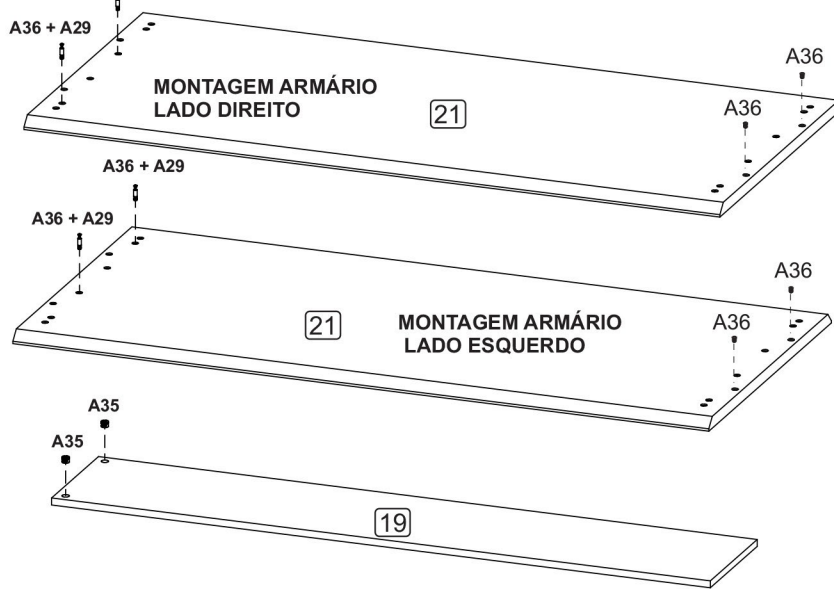 A36 + A29
A36
MONTAGEM ARMÁRIO
LADO DIREITO
21
A36
A36 + A29
A36 + A29
A36
21
MONTAGEM ARMÁRIO
LADO ESQUERDO
A36
A35
A35
19